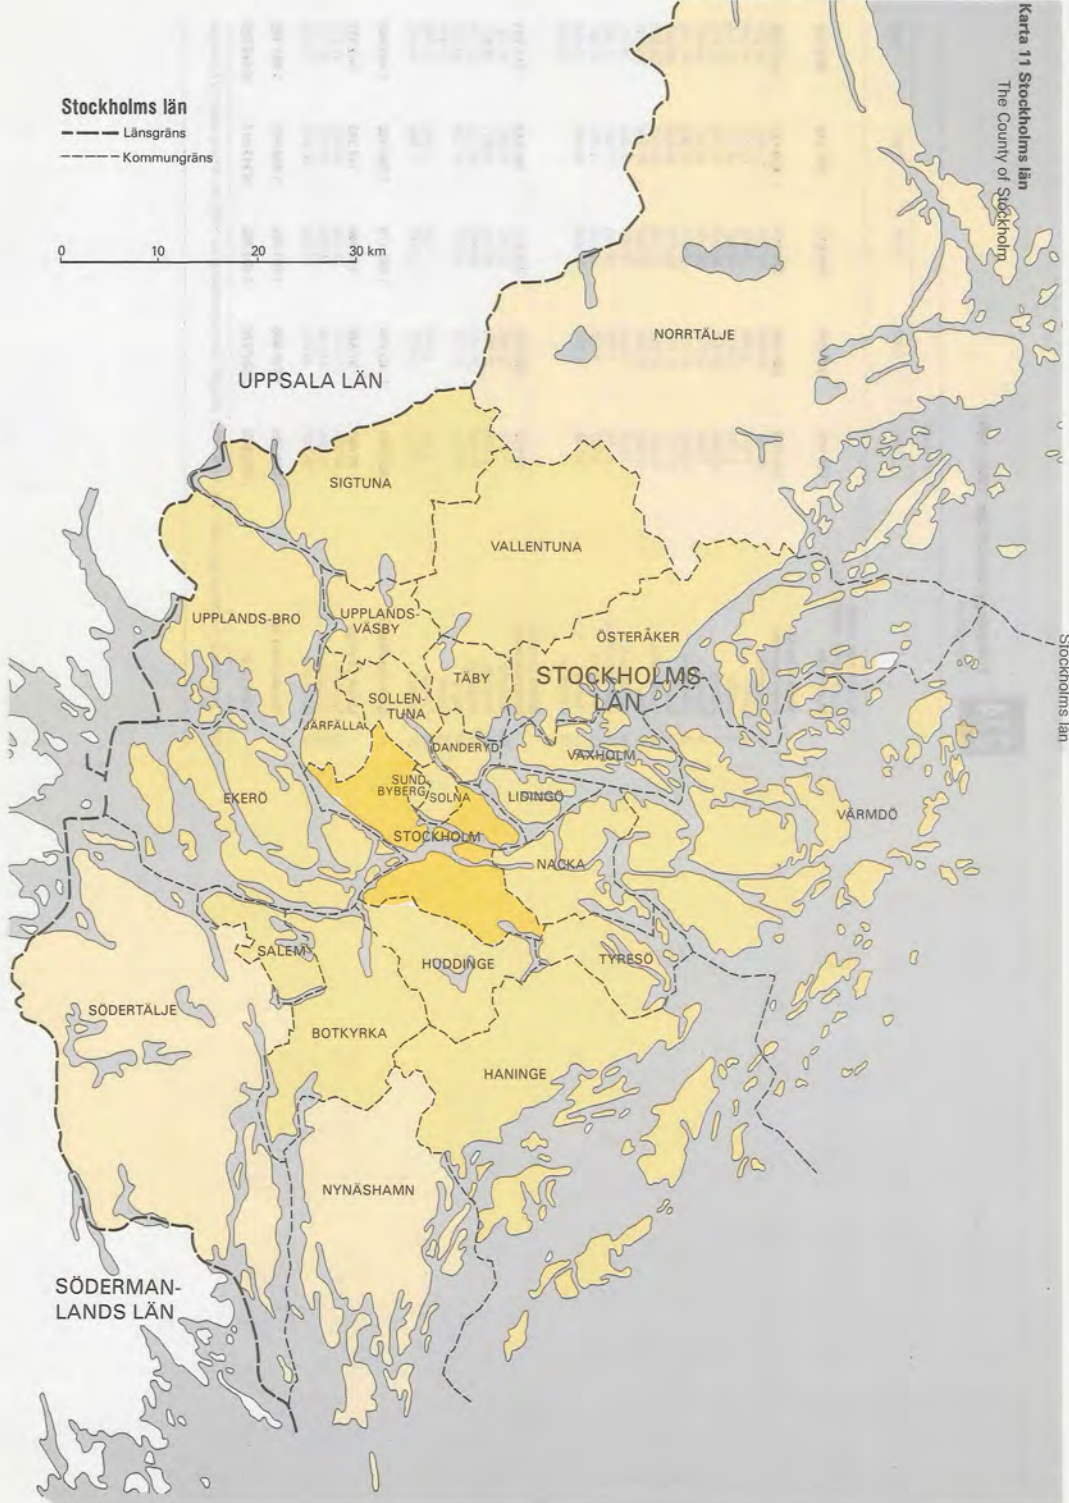 Karta 11 Stockholms län
The County of Stockholm
Stockholms län
Länsgräns
Kommungräns
0 10 20 30 km
NORRTÄLJE
UPPSALA LÄN
SIGTUNA
VALLENTUNA
UPPLANDS-BRO
UPPLANDS-
VÄSBY
ÖSTERÅKER
STOCKHOLMS
LÄN
TÄBY
SOLLEN-
TUNA
JÄRFÄLLA
DANDERYD
VAXHOLM
SUND-
BYBERG
SOLNA
LIDINGÖ
EKERÖ
VÄRMDÖ
STOCKHOLM
NACKA
SALEM
HUDDINGE
TYRESÖ
SÖDERTÄLJE
BOTKYRKA
HANINGE
NYNÄSHAMN
SÖDERMAN-
LANDS LÄN
Stockholms län